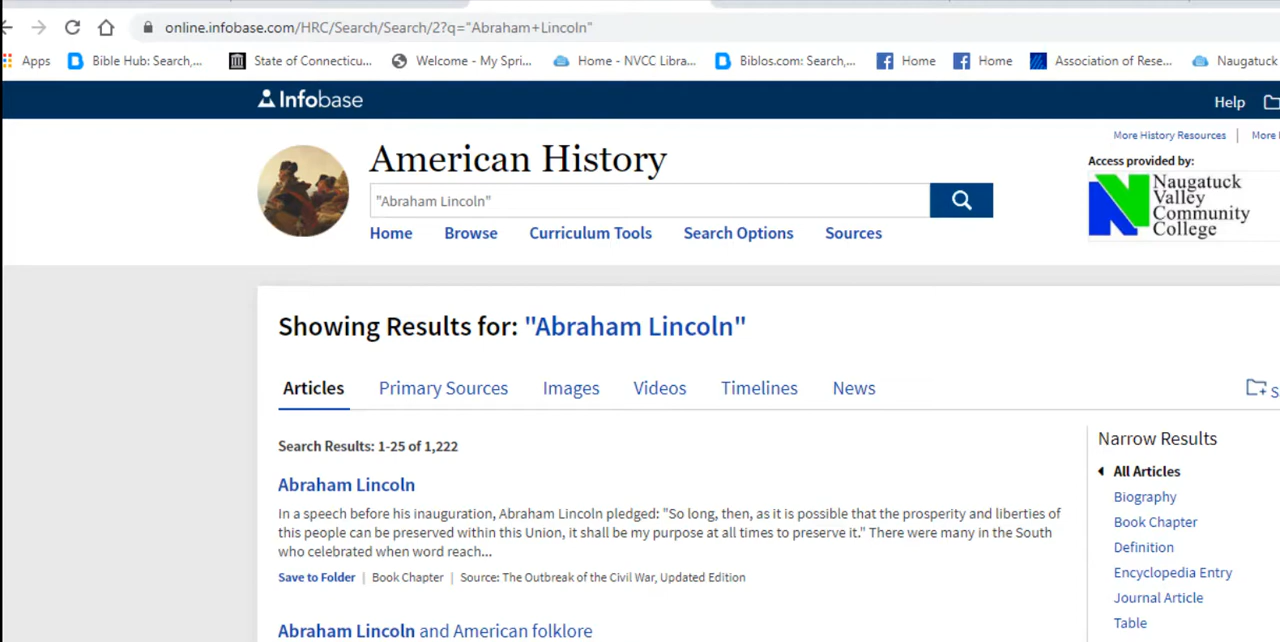 online.infobase.com/HRC/Search/Search/2?q="Abraham+Lincoln"
Apps Bible Hub: Search,... State of Connecticu... Welcome - My Spri... Home - NVCC Libra... Biblos.com: Search,... Home Home Association of Rese... Naugatuck
Infobase Help
More History Resources | More
American History
Access provided by:
Naugatuck
Valley
Community
College
"Abraham Lincoln"
Home Browse Curriculum Tools Search Options Sources
Showing Results for: "Abraham Lincoln"
Articles Primary Sources Images Videos Timelines News
Search Results: 1-25 of 1,222
Abraham Lincoln
In a speech before his inauguration, Abraham Lincoln pledged: "So long, then, as it is possible that the prosperity and liberties of
this people can be preserved within this Union, it shall be my purpose at all times to preserve it." There were many in the South
who celebrated when word reach...
Save to Folder | Book Chapter | Source: The Outbreak of the Civil War, Updated Edition
Abraham Lincoln and American folklore
Narrow Results
All Articles
Biography
Book Chapter
Definition
Encyclopedia Entry
Journal Article
Table